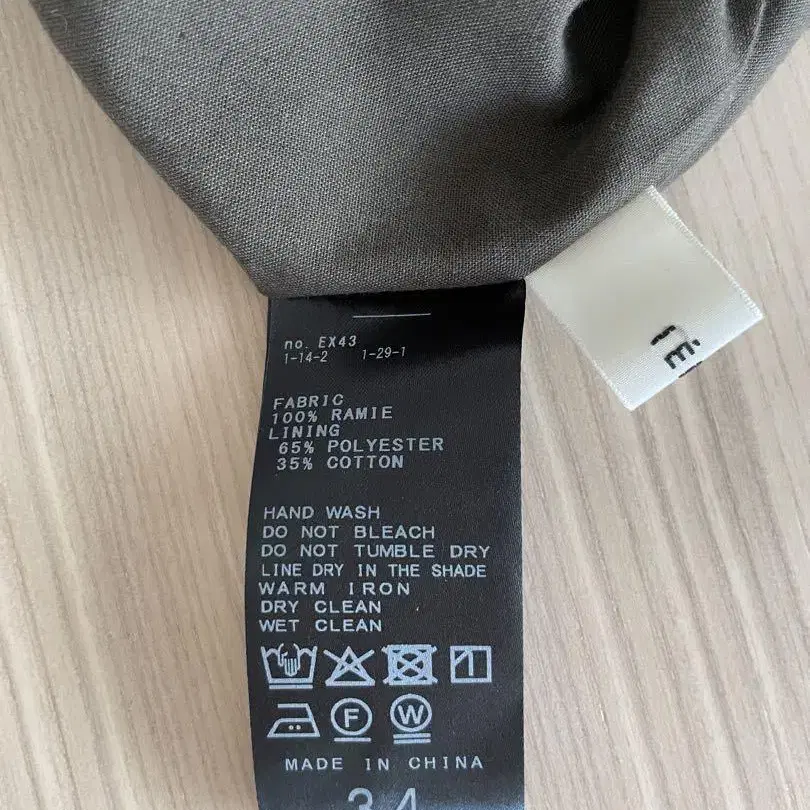 no. EX43
1-14-2 1-29-1
FABRIC
100% RAMIE
LINING
65% POLYESTER
35% COTTON
HAND WASH
DO NOT BLEACH
DO NOT TUMBLE DRY
LINE DRY IN THE SHADE
WARM IRON
DRY CLEAN
WET CLEAN
F W
MADE IN CHINA
34